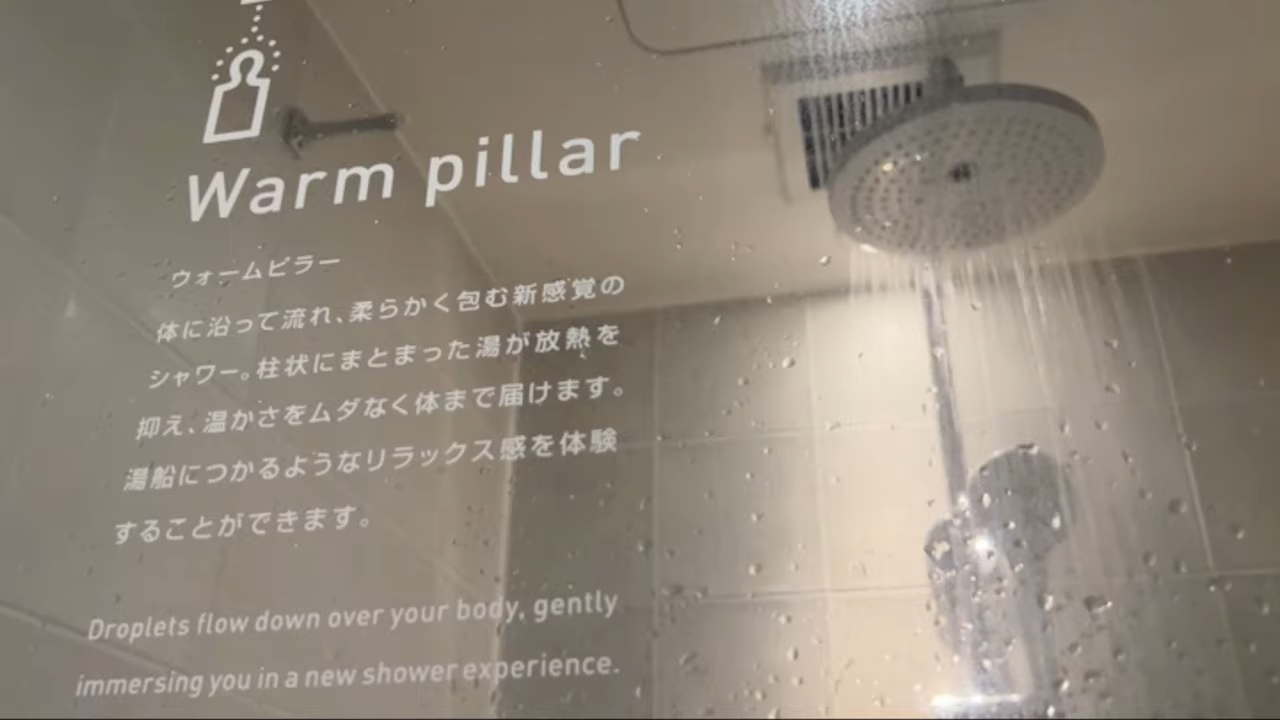 Warm pillar
ウォームピラー
体に沿って流れ、柔らかく包む新感覚の
シャワー。柱状にまとまった湯が放熱を
抑え、温かさをムダなく体まで届けます。
湯船につかるようなリラックス感を体験
することができます。
Droplets flow down over your body, gently
immersing you in a new shower experience.